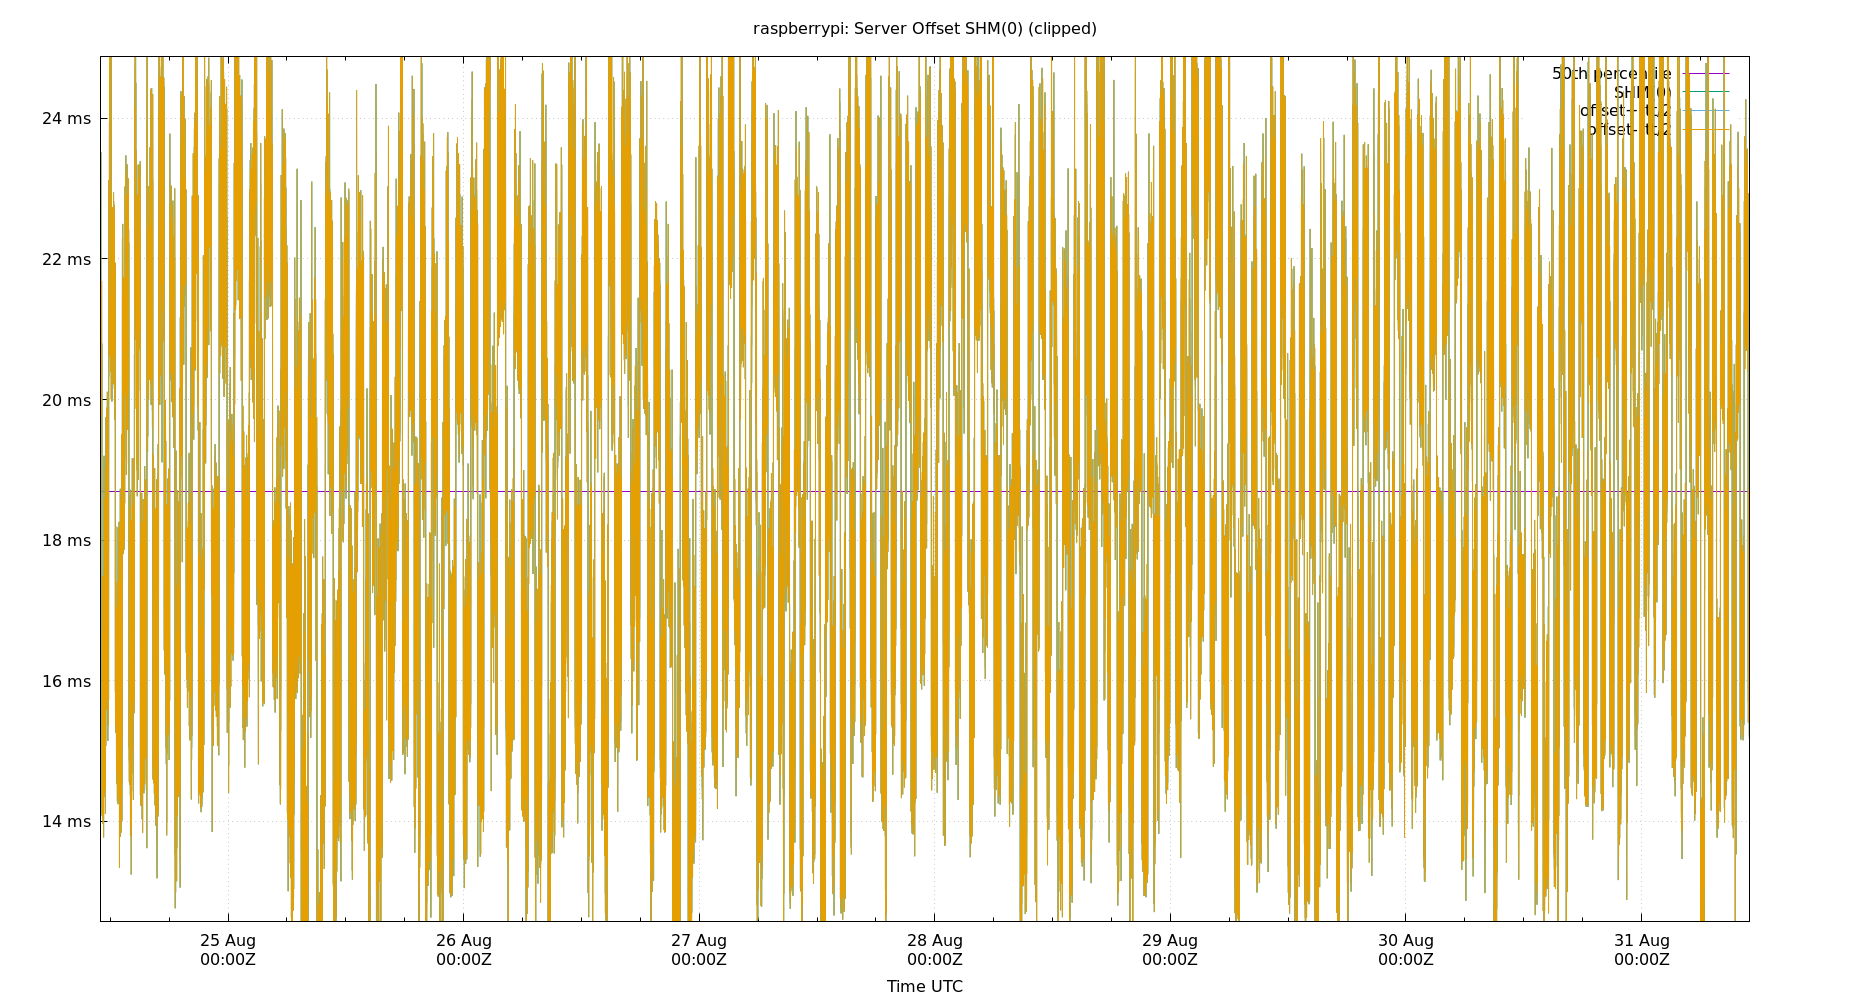 raspberrypi: Server Offset SHM(0) (clipped)
50th percentile
SHM(0)
24 ms
22 ms
20 ms
18 ms
16 ms
14 ms
25 Aug 26 Aug 27 Aug 28 Aug 29 Aug 30 Aug 31 Aug
00:00Z 00:00Z 00:00Z 00:00Z 00:00Z 00:00Z 00:00Z
Time UTC